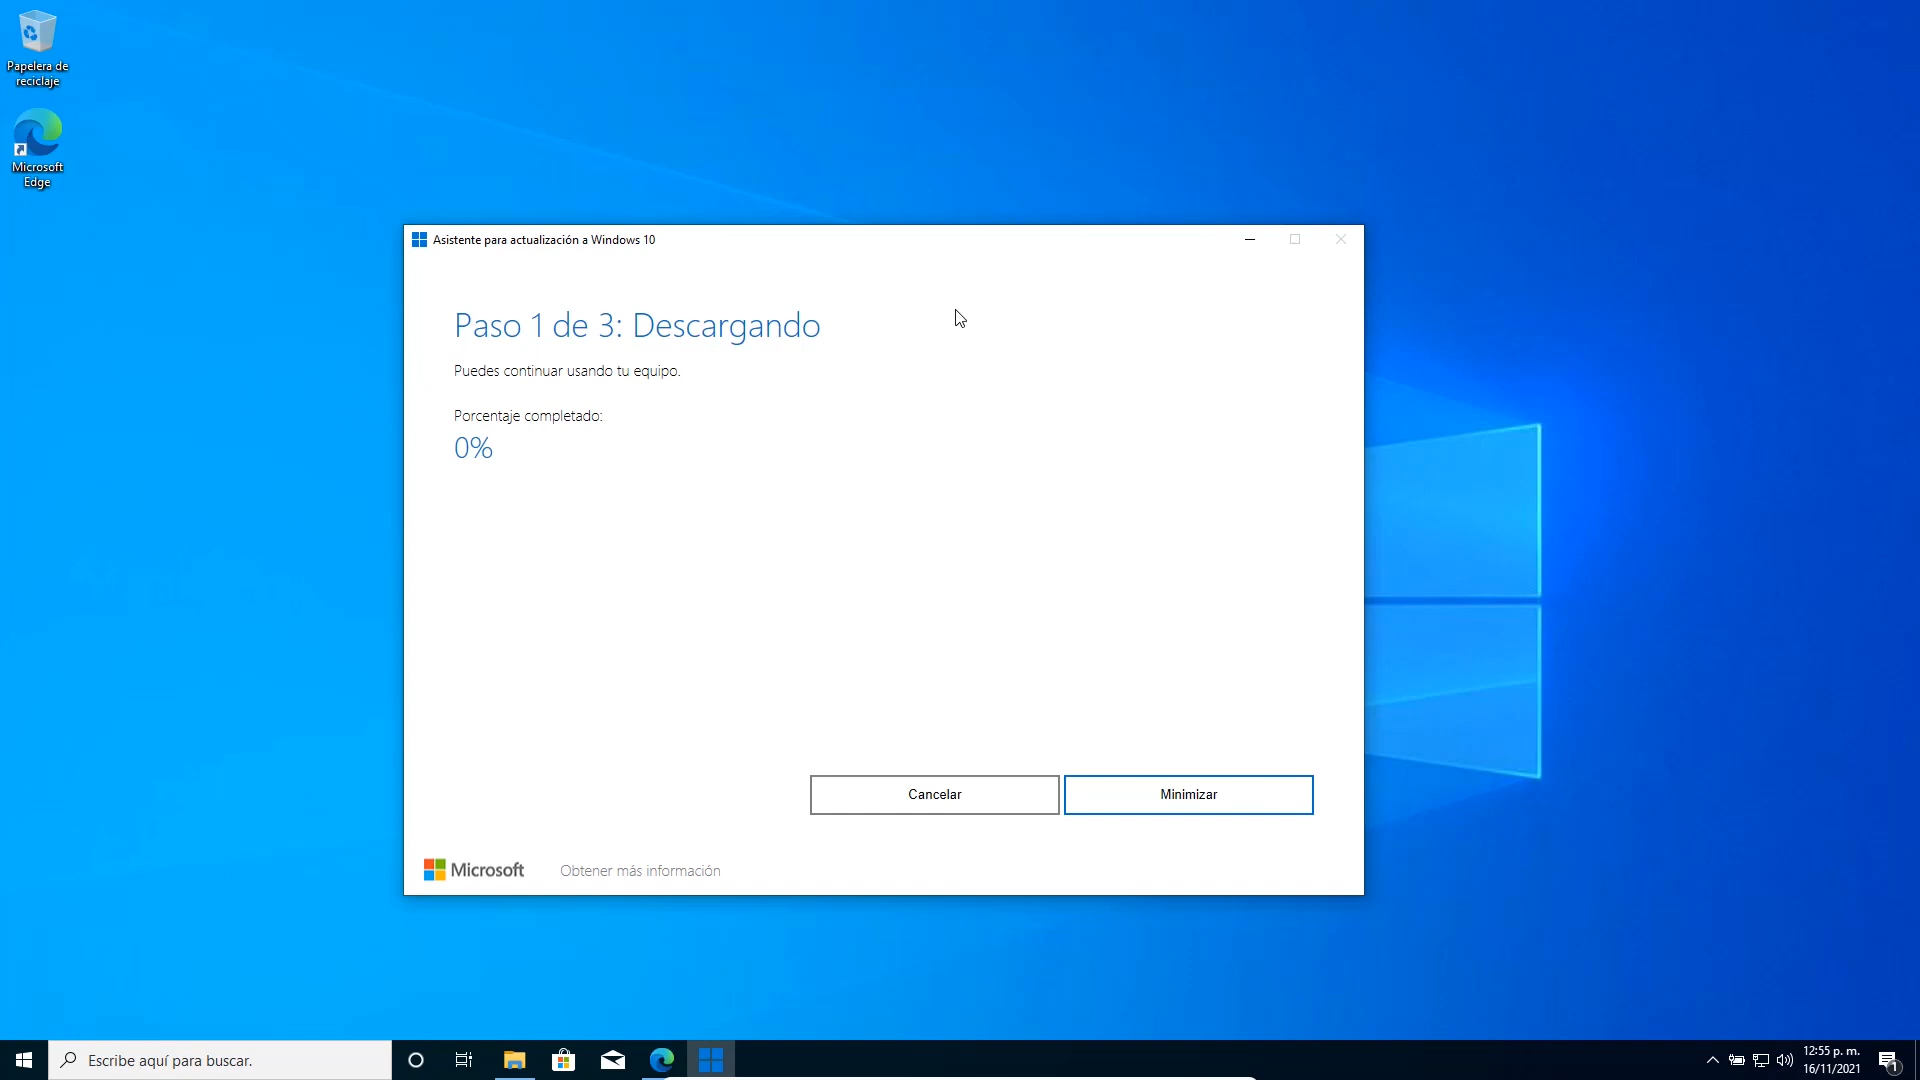 Papelera de
reciclaje
Microsoft
Edge
Asistente para actualización a Windows 10
Paso 1 de 3: Descargando
Puedes continuar usando tu equipo.
Porcentaje completado:
0%
Cancelar
Minimizar
Microsoft
Obtener más información
Escribe aquí para buscar.
12:55 p. m.
16/11/2021
1